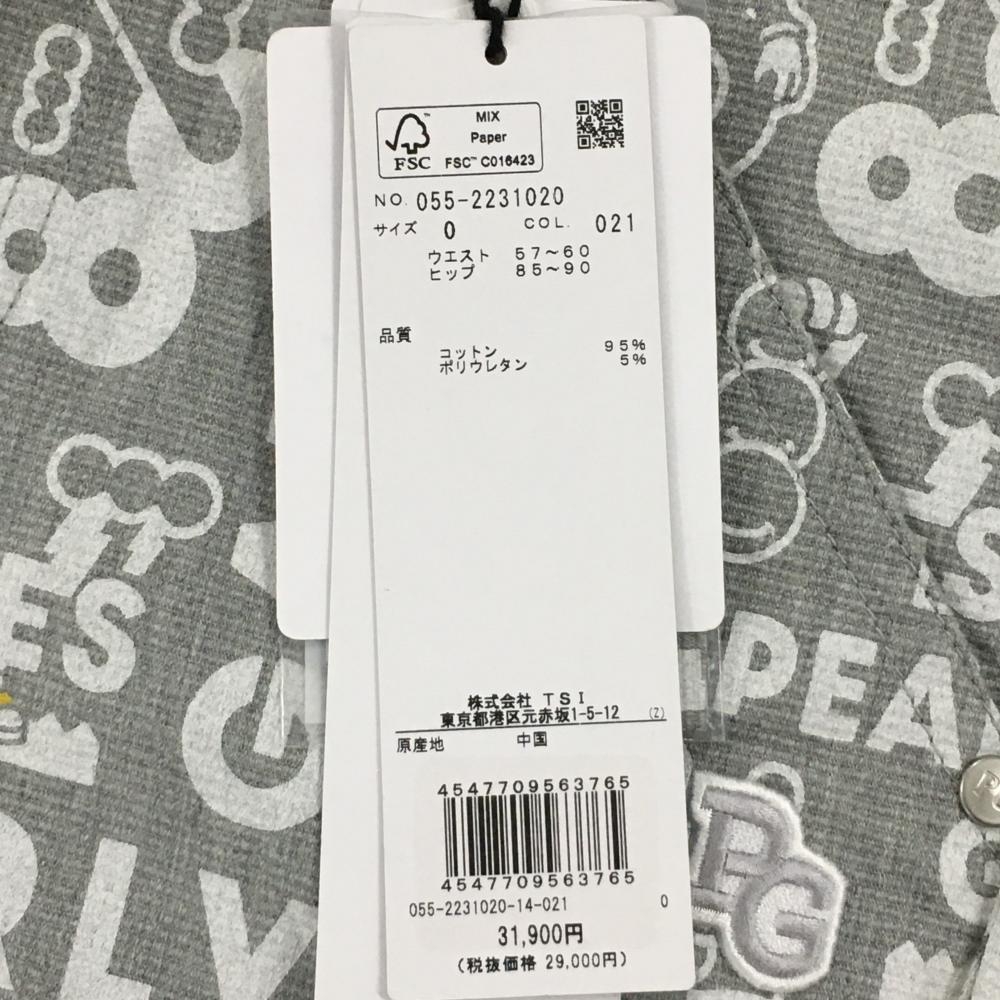 MIX
Paper
FSC™ C016423
FSC
NO. 055-2231020
サイズ 0 COL. 021
ウエスト 57～60
ヒップ 85～90
品質
コットン 95%
ポリウレタン 5%
株式会社 TSI
東京都港区元赤坂1-5-12 (Z)
原産地 中国
4547709563765
4547709563765
055-2231020-14-021 0
31,900円
(税抜価格 29,000円)
ES
PEA
RLY
PG